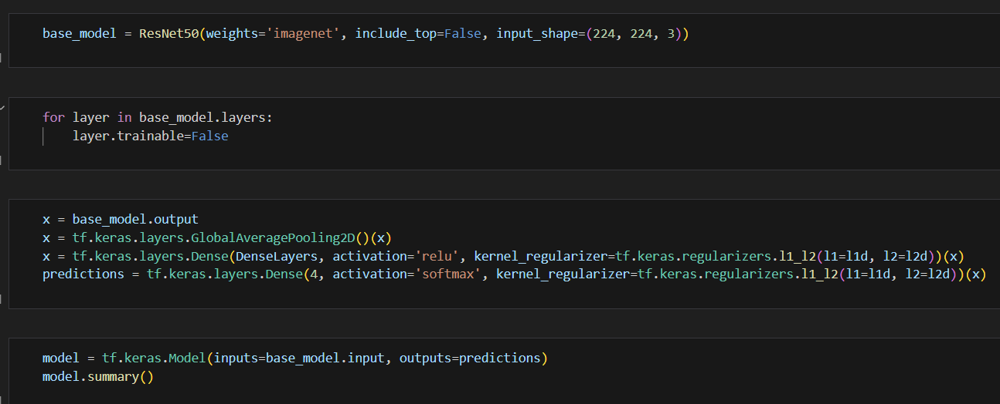 base_model = ResNet50(weights='imagenet', include_top=False, input_shape=(224, 224, 3))
for layer in base_model.layers:
    layer.trainable=False
x = base_model.output
x = tf.keras.layers.GlobalAveragePooling2D()(x)
x = tf.keras.layers.Dense(DenseLayers, activation='relu', kernel_regularizer=tf.keras.regularizers.l1_l2(l1=l1d, l2=l2d))(x)
predictions = tf.keras.layers.Dense(4, activation='softmax', kernel_regularizer=tf.keras.regularizers.l1_l2(l1=l1d, l2=l2d))(x)
model = tf.keras.Model(inputs=base_model.input, outputs=predictions)
model.summary()